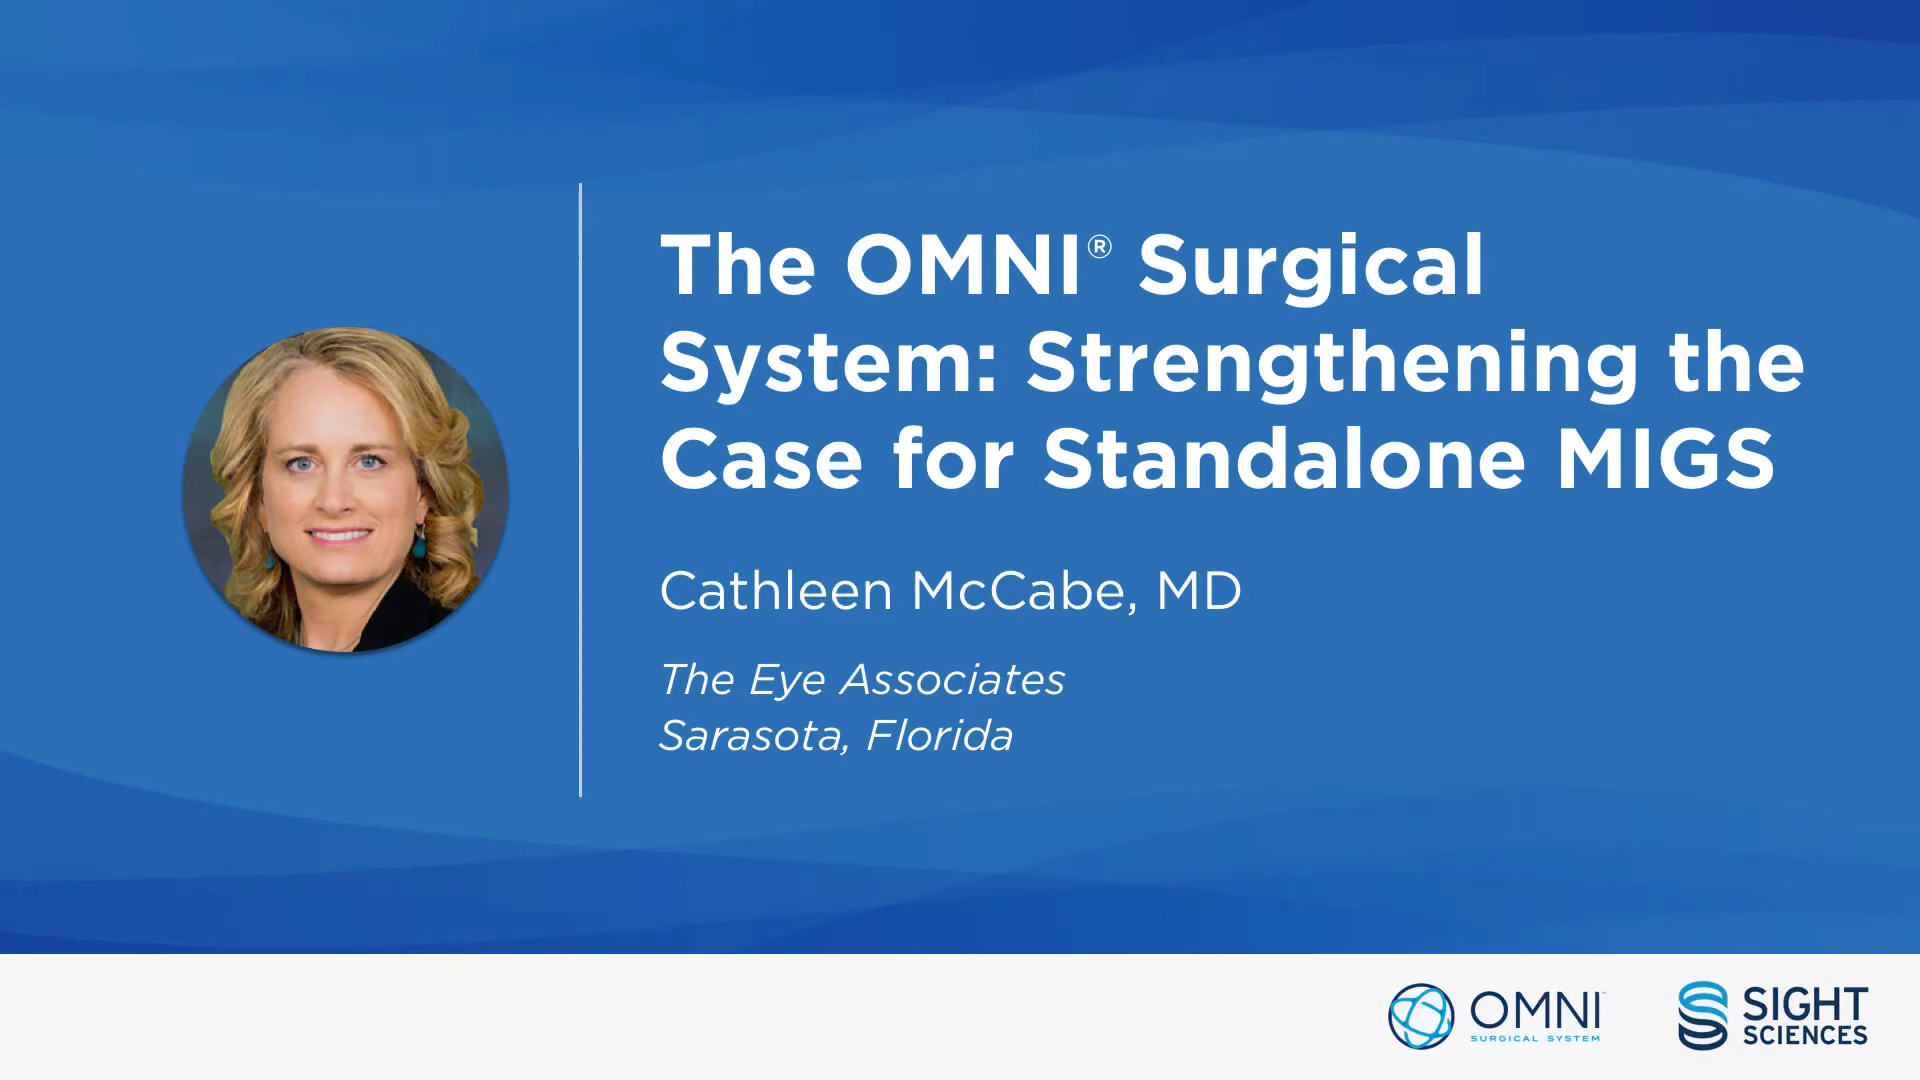 The OMNI® Surgical
System: Strengthening the
Case for Standalone MIGS
Cathleen McCabe, MD
The Eye Associates
Sarasota, Florida
OMNI™
SURGICAL SYSTEM
SIGHT
SCIENCES